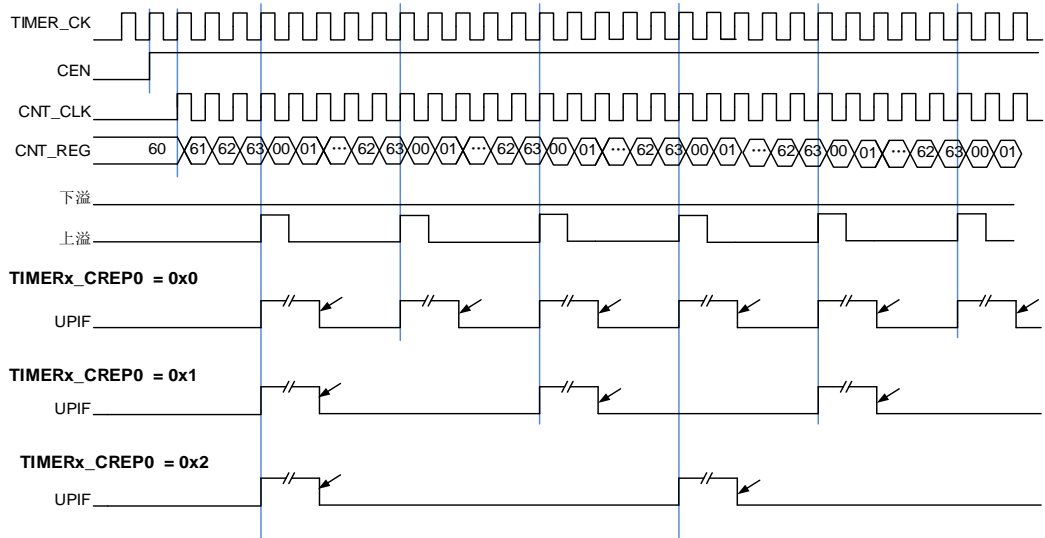 TIMER_CK
CEN
CNT_CLK
CNT_REG 60 61 62 63 00 01 ... 62 63 00 01 ... 62 63 00 01 ... 62 63 00 01 ... 62 63 00 01 ... 62 63 00 01
下溢
上溢
TIMERx_CREP0 = 0x0
UPIF
TIMERx_CREP0 = 0x1
UPIF
TIMERx_CREP0 = 0x2
UPIF